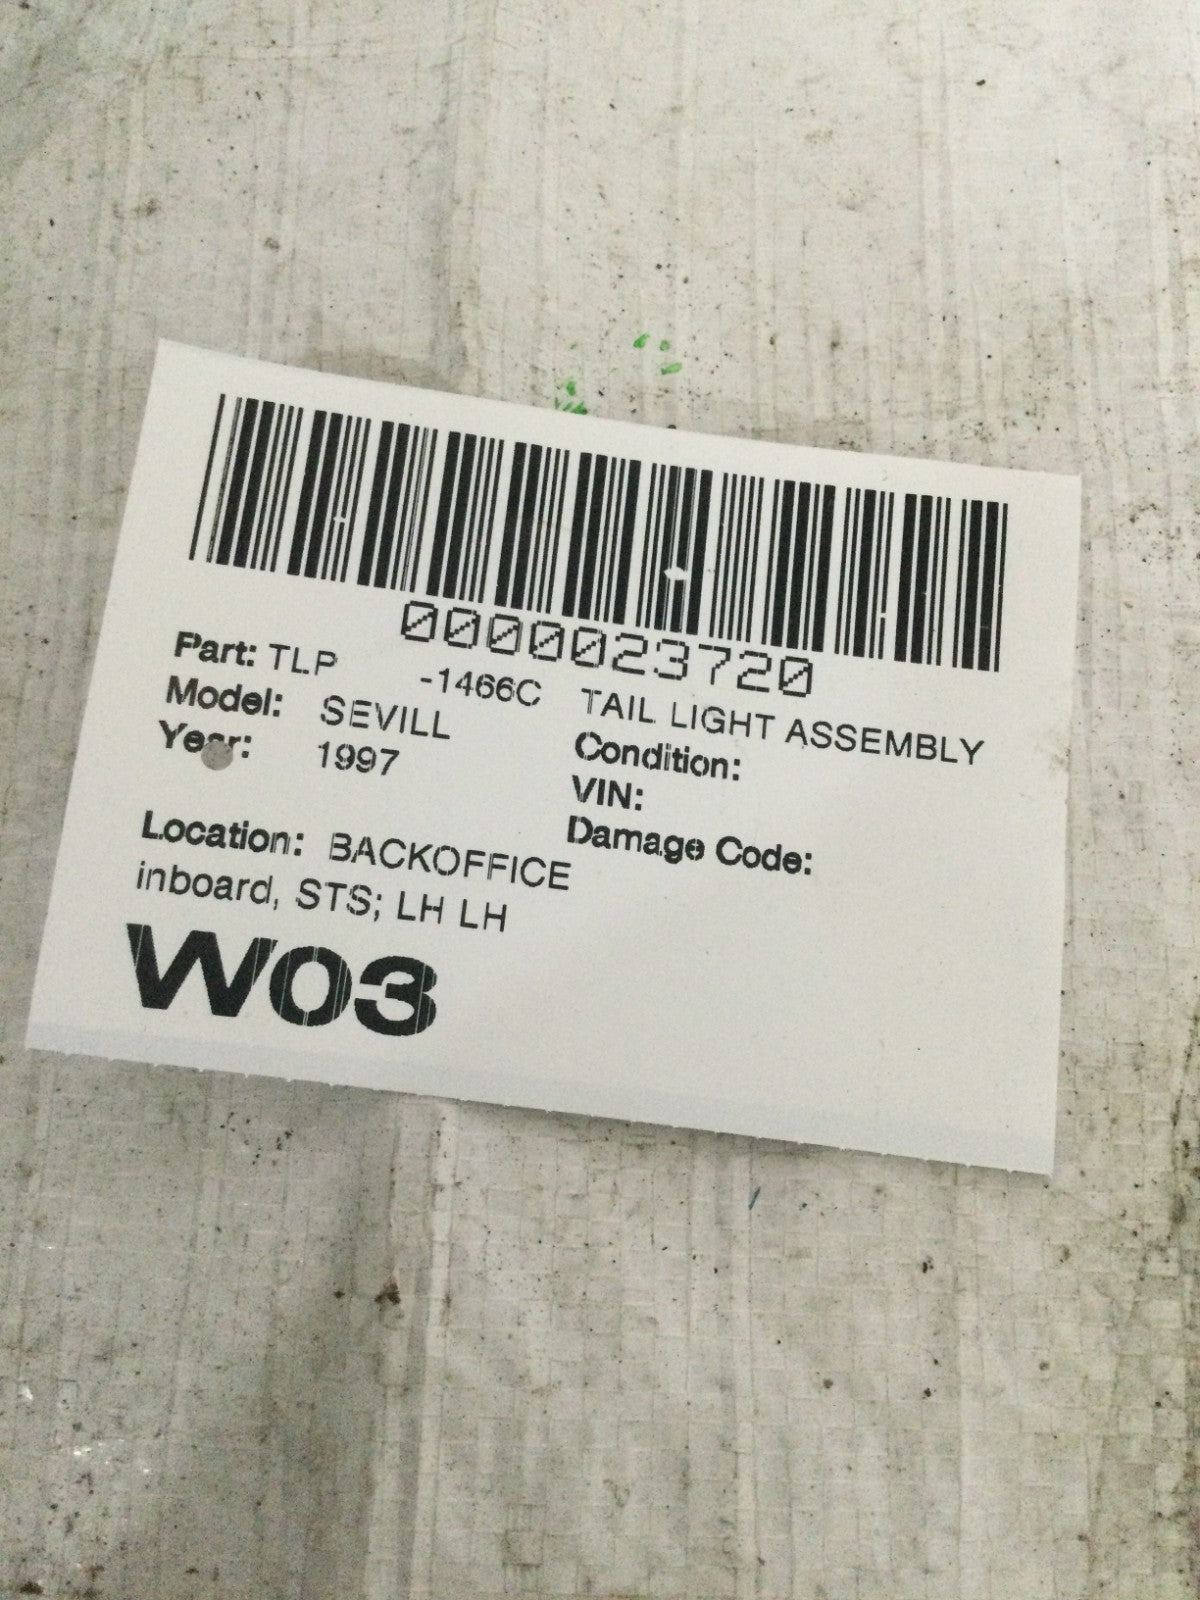 0000023720
Part: TLP -1466C TAIL LIGHT ASSEMBLY
Model: SEVILL Condition:
Year: 1997 VIN:
Damage Code:
Location: BACKOFFICE
inboard, STS; LH LH
W03